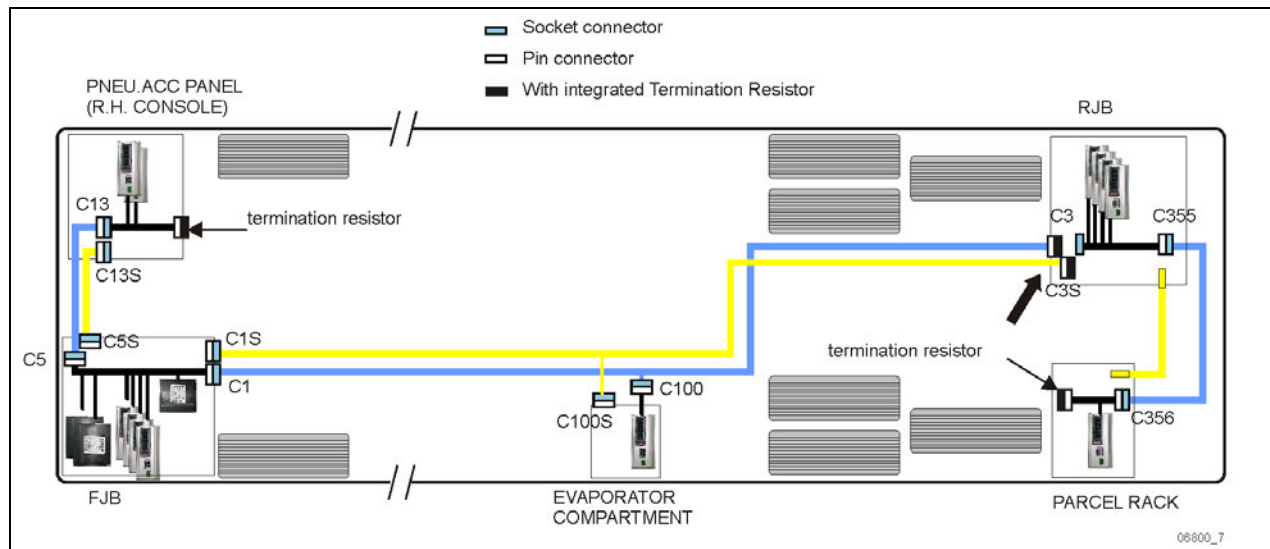 Socket connector
Pin connector
With integrated Termination Resistor
PNEU.ACC PANEL
(R.H. CONSOLE)
RJB
C13
termination resistor
C3
C355
C13S
C3S
C5
C5S
C1S
C1
termination resistor
C100
C100S
C356
FJB
EVAPORATOR
COMPARTMENT
PARCEL RACK
06800_7